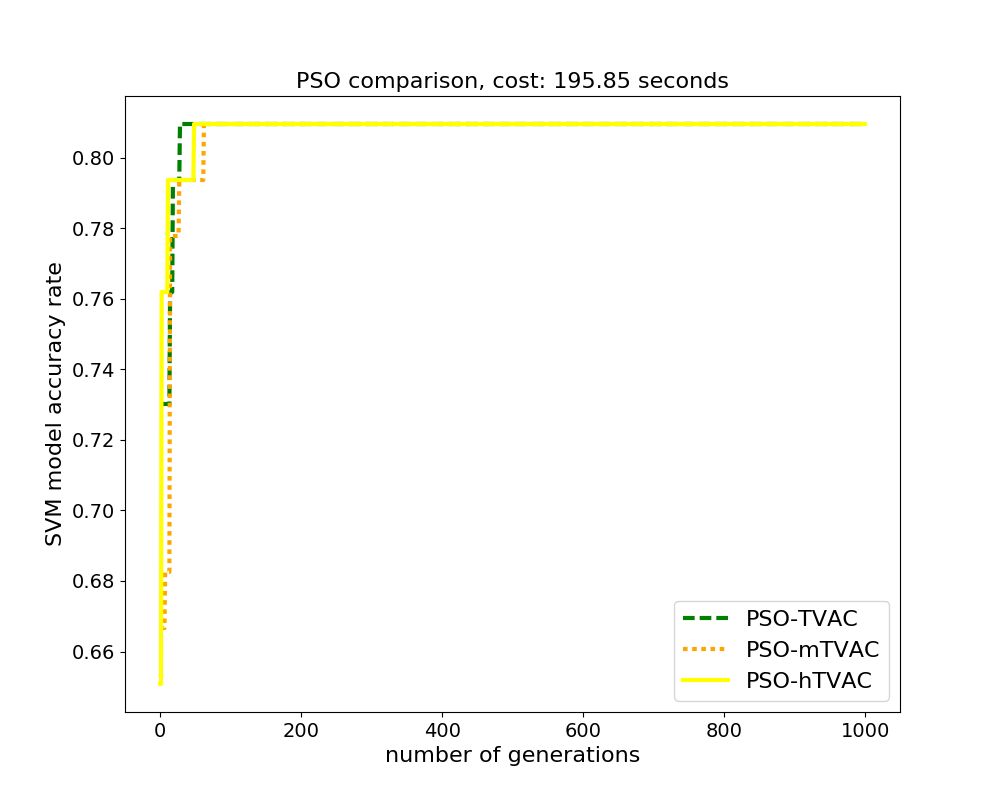 PSO comparison, cost: 195.85 seconds
SVM model accuracy rate
0.80
0.78
0.76
0.74
0.72
0.70
0.68
0.66
0 200 400 600 800 1000
number of generations
PSO-TVAC
PSO-mTVAC
PSO-hTVAC